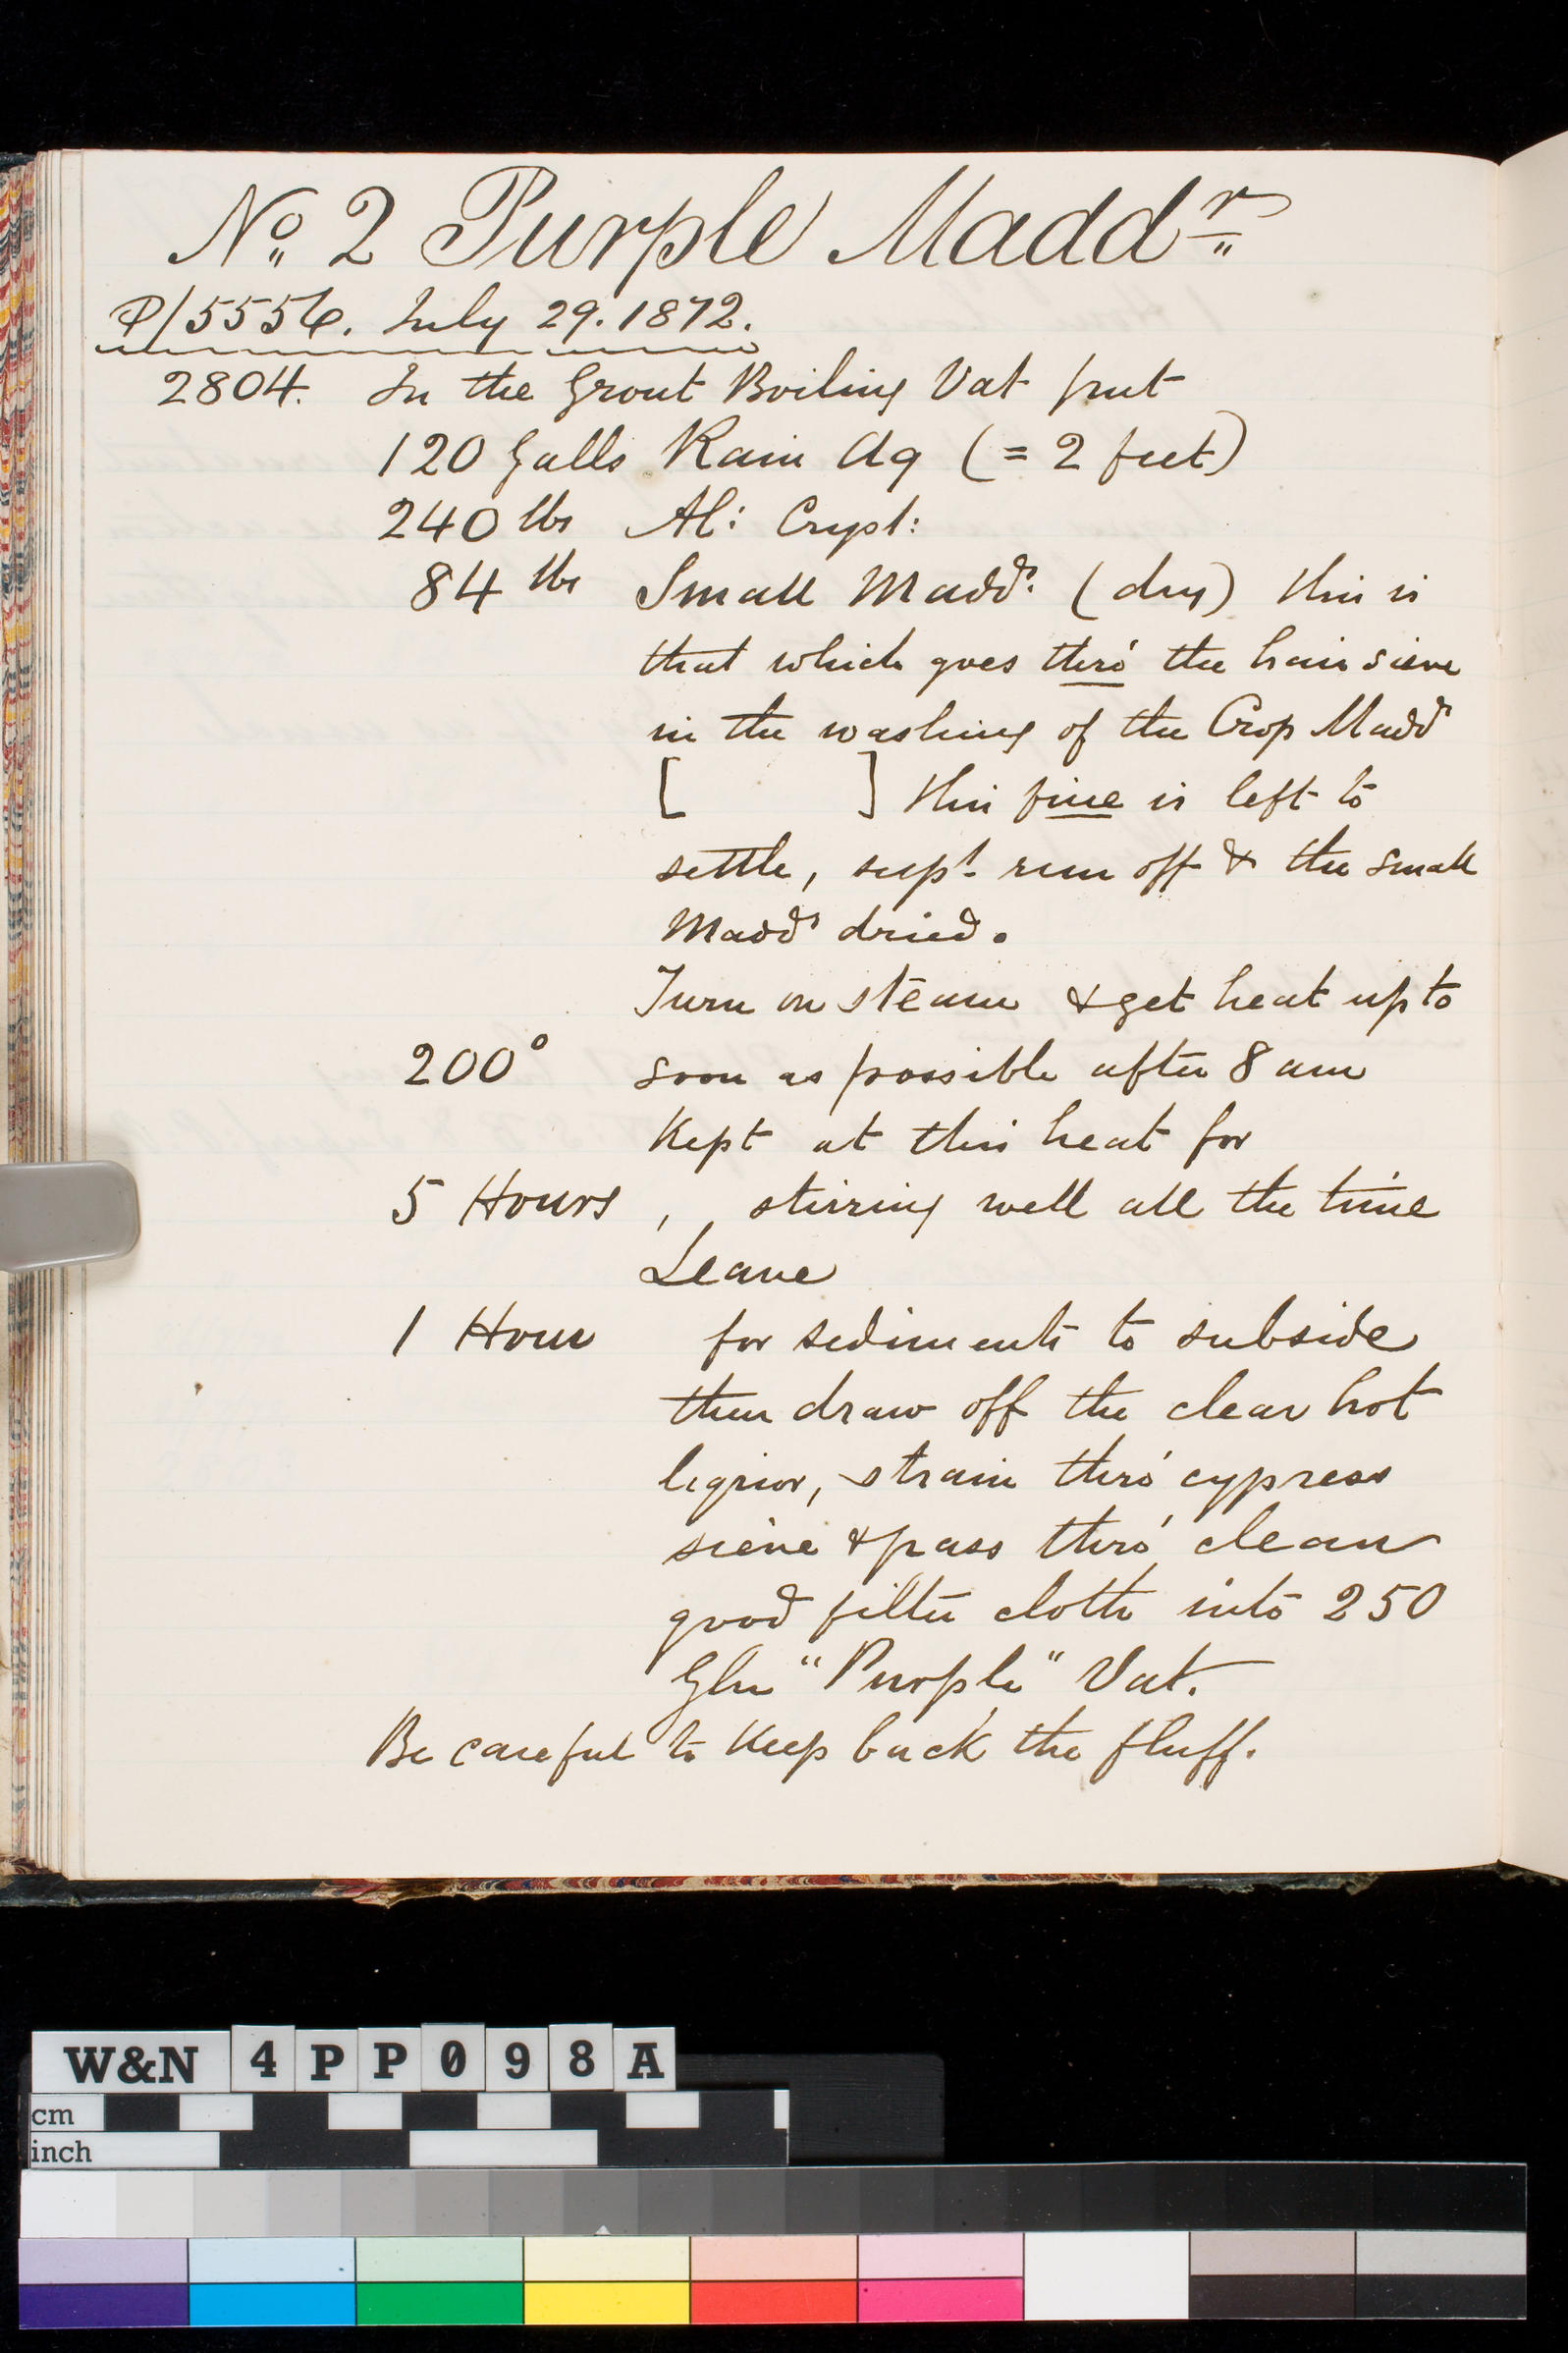 No 2 Purple Maddr
P/5556. July 29. 1872.
2804. In the Grout Boiling Vat put
120 Galls Rain Aq (= 2 feet)
240 lbs Al: Cryst:
84 lbs Small Maddr. (dry) this is
that which goes thro' the hair sieve
in the washing of the Crop Maddr
[ ] this fine is left to
settle, supt. run off & the small
Maddr dried.
Turn on steam & get heat up to
200° soon as possible after 8 am
Kept at this heat for
5 Hours, , stirring well all the time
Leave
1 Hour for sediments to subside
then draw off the clear hot
liquor, strain thro' cypress
sieve & pass thro' clean
good filter cloth into 250
Gln "Purple" Vat.
Be careful to keep back the fluff.
W&N 4PP098A
cm
inch